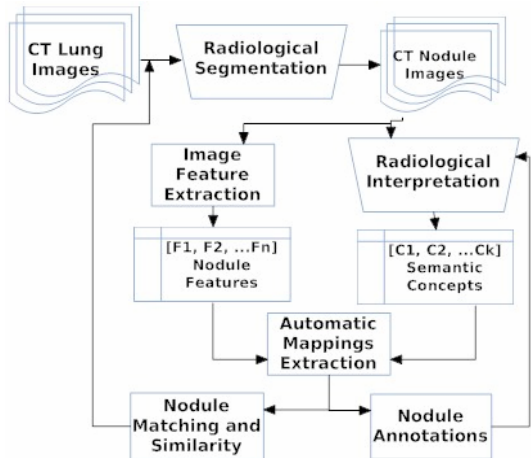 CT Lung
Images
Radiological
Segmentation
CT Nodule
Images
Image
Feature
Extraction
Radiological
Interpretation
[F1, F2, ...Fn]
Nodule
Features
[C1, C2, ...Ck]
Semantic
Concepts
Automatic
Mappings
Extraction
Nodule
Matching and
Similarity
Nodule
Annotations